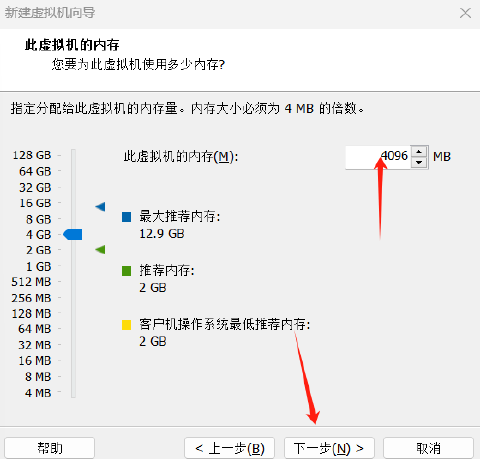 新建虚拟机向导
此虚拟机的内存
您要为此虚拟机使用多少内存?
指定分配给此虚拟机的内存量。内存大小必须为 4 MB 的倍数。
128 GB
64 GB
32 GB
16 GB
8 GB
4 GB
2 GB
1 GB
512 MB
256 MB
128 MB
64 MB
32 MB
16 MB
8 MB
4 MB
此虚拟机的内存(M):
4096 MB
最大推荐内存:
12.9 GB
推荐内存:
2 GB
客户机操作系统最低推荐内存:
2 GB
帮助
< 上一步(B)
下一步(N) >
取消